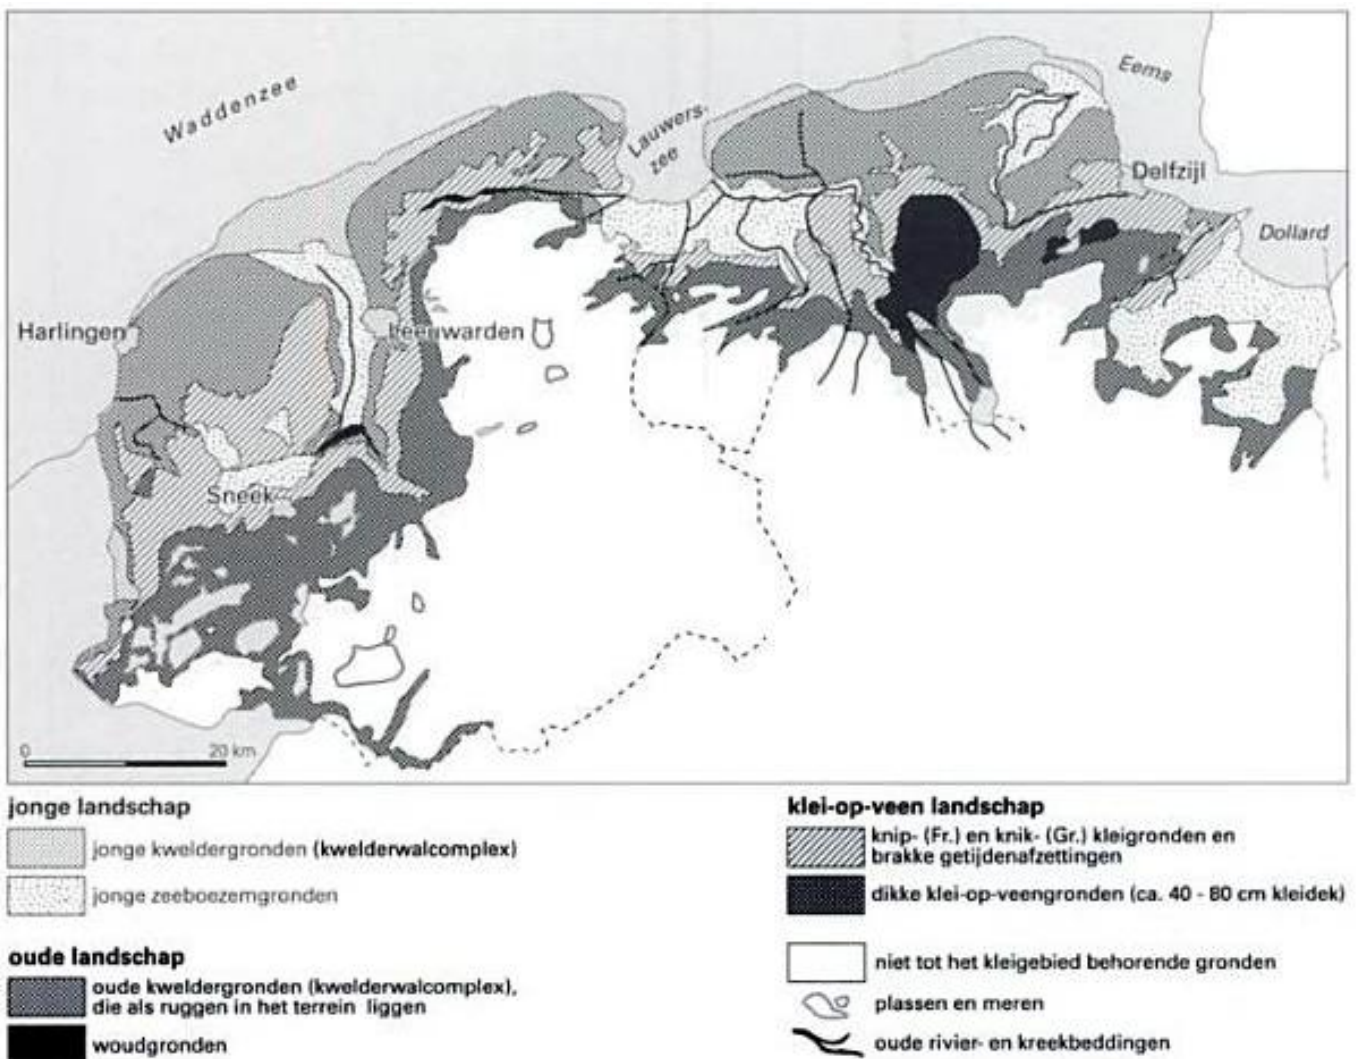 Waddenzee
Lauwers-
zee
Eems
Delfzijl
Dollard
Harlingen
Leeuwarden
Sneek
0 20 km
jonge landschap
jonge kweldergronden (kwelderwalcomplex)
jonge zeeboezemgronden
oude landschap
oude kweldergronden (kwelderwalcomplex),
die als ruggen in het terrein liggen
woudgronden
klei-op-veen landschap
knip- (Fr.) en knik- (Gr.) kleigronden en
brakke getijdenafzettingen
dikke klei-op-veengronden (ca. 40 - 80 cm kleidek)
niet tot het kleigebied behorende gronden
plassen en meren
oude rivier- en kreekbeddingen